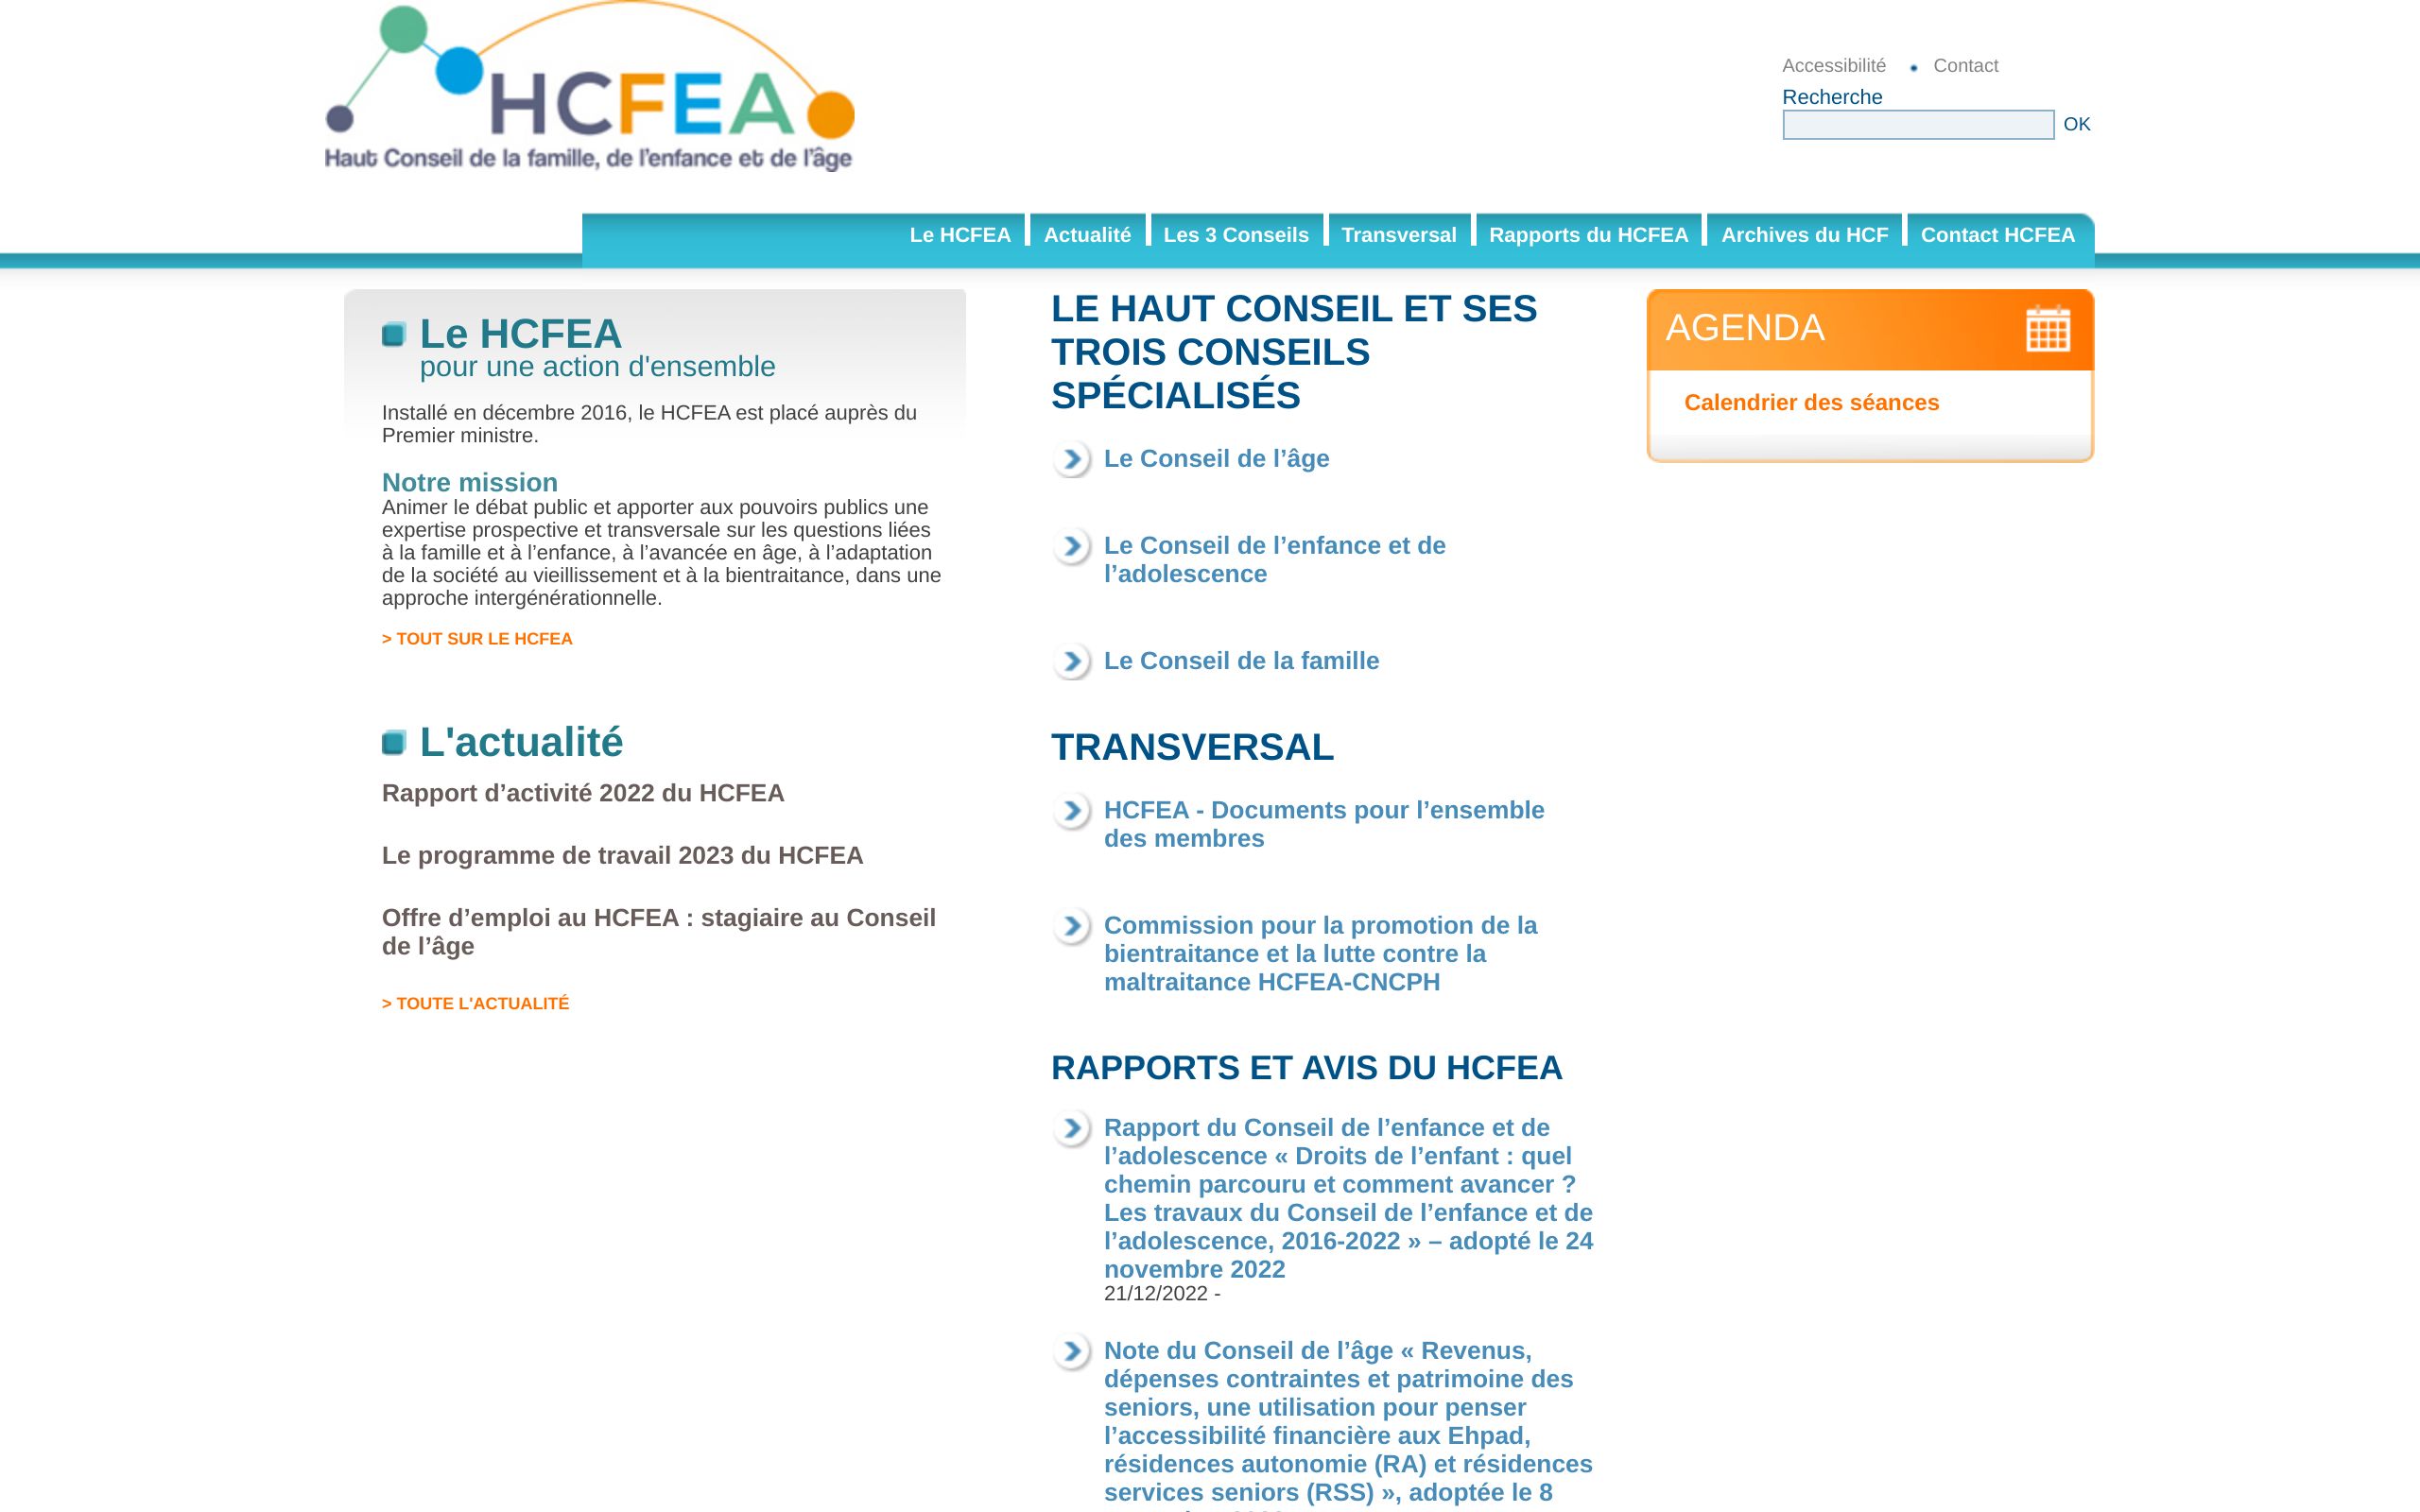 HCFEA
Haut Conseil de la famille, de l'enfance et de l'âge
Accessibilité • Contact
Recherche
OK
Le HCFEA
Actualité
Les 3 Conseils
Transversal
Rapports du HCFEA
Archives du HCF
Contact HCFEA
Le HCFEA
pour une action d'ensemble
Installé en décembre 2016, le HCFEA est placé auprès du
Premier ministre.
Notre mission
Animer le débat public et apporter aux pouvoirs publics une
expertise prospective et transversale sur les questions liées
à la famille et à l’enfance, à l’avancée en âge, à l’adaptation
de la société au vieillissement et à la bientraitance, dans une
approche intergénérationnelle.
> TOUT SUR LE HCFEA
L'actualité
Rapport d’activité 2022 du HCFEA
Le programme de travail 2023 du HCFEA
Offre d’emploi au HCFEA : stagiaire au Conseil
de l’âge
> TOUTE L'ACTUALITÉ
LE HAUT CONSEIL ET SES
TROIS CONSEILS
SPÉCIALISÉS
Le Conseil de l’âge
Le Conseil de l’enfance et de
l’adolescence
Le Conseil de la famille
TRANSVERSAL
HCFEA - Documents pour l’ensemble
des membres
Commission pour la promotion de la
bientraitance et la lutte contre la
maltraitance HCFEA-CNCPH
RAPPORTS ET AVIS DU HCFEA
Rapport du Conseil de l’enfance et de
l’adolescence « Droits de l’enfant : quel
chemin parcouru et comment avancer ?
Les travaux du Conseil de l’enfance et de
l’adolescence, 2016-2022 » – adopté le 24
novembre 2022
21/12/2022 -
Note du Conseil de l’âge « Revenus,
dépenses contraintes et patrimoine des
seniors, une utilisation pour penser
l’accessibilité financière aux Ehpad,
résidences autonomie (RA) et résidences
services seniors (RSS) », adoptée le 8
AGENDA
Calendrier des séances